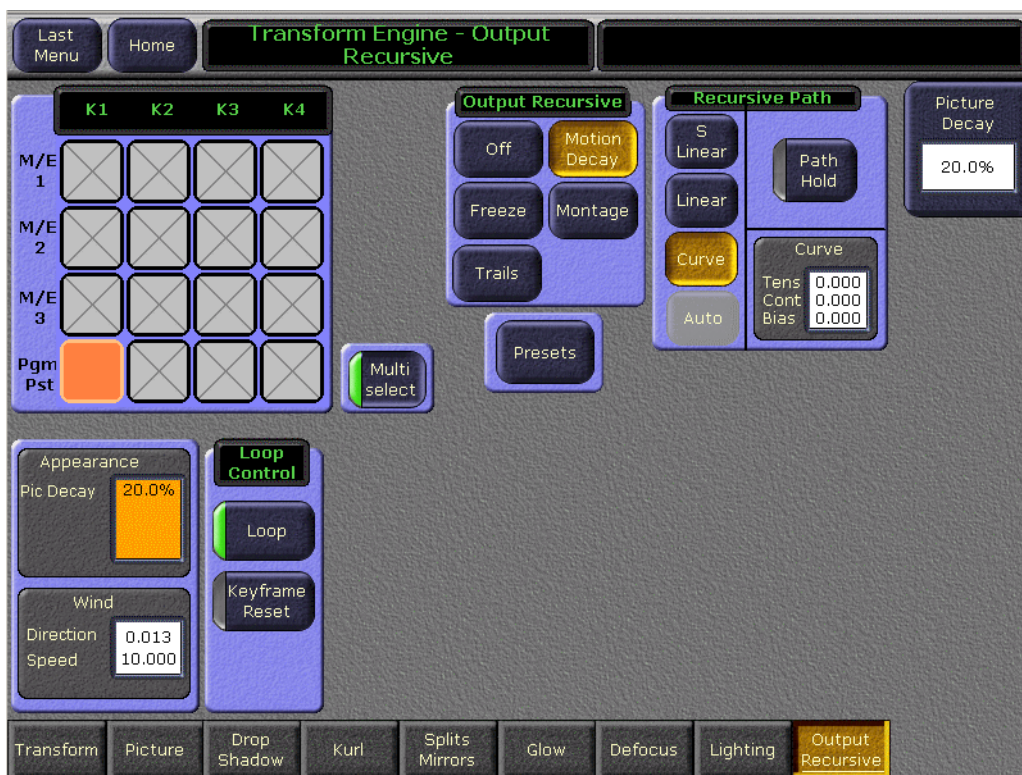 Last
Menu
Home
Transform Engine - Output
Recursive
K1 K2 K3 K4
M/E
1
M/E
2
M/E
3
Pgm
Pst
Multi
select
Output Recursive
Off
Motion
Decay
Freeze
Montage
Trails
Presets
Recursive Path
S
Linear
Linear
Curve
Auto
Path
Hold
Curve
Tens 0.000
Cont 0.000
Bias 0.000
Picture
Decay
20.0%
Appearance
Pic Decay 20.0%
Wind
Direction 0.013
Speed 10.000
Loop
Control
Loop
Keyframe
Reset
Transform
Picture
Drop
Shadow
Kurl
Splits
Mirrors
Glow
Defocus
Lighting
Output
Recursive